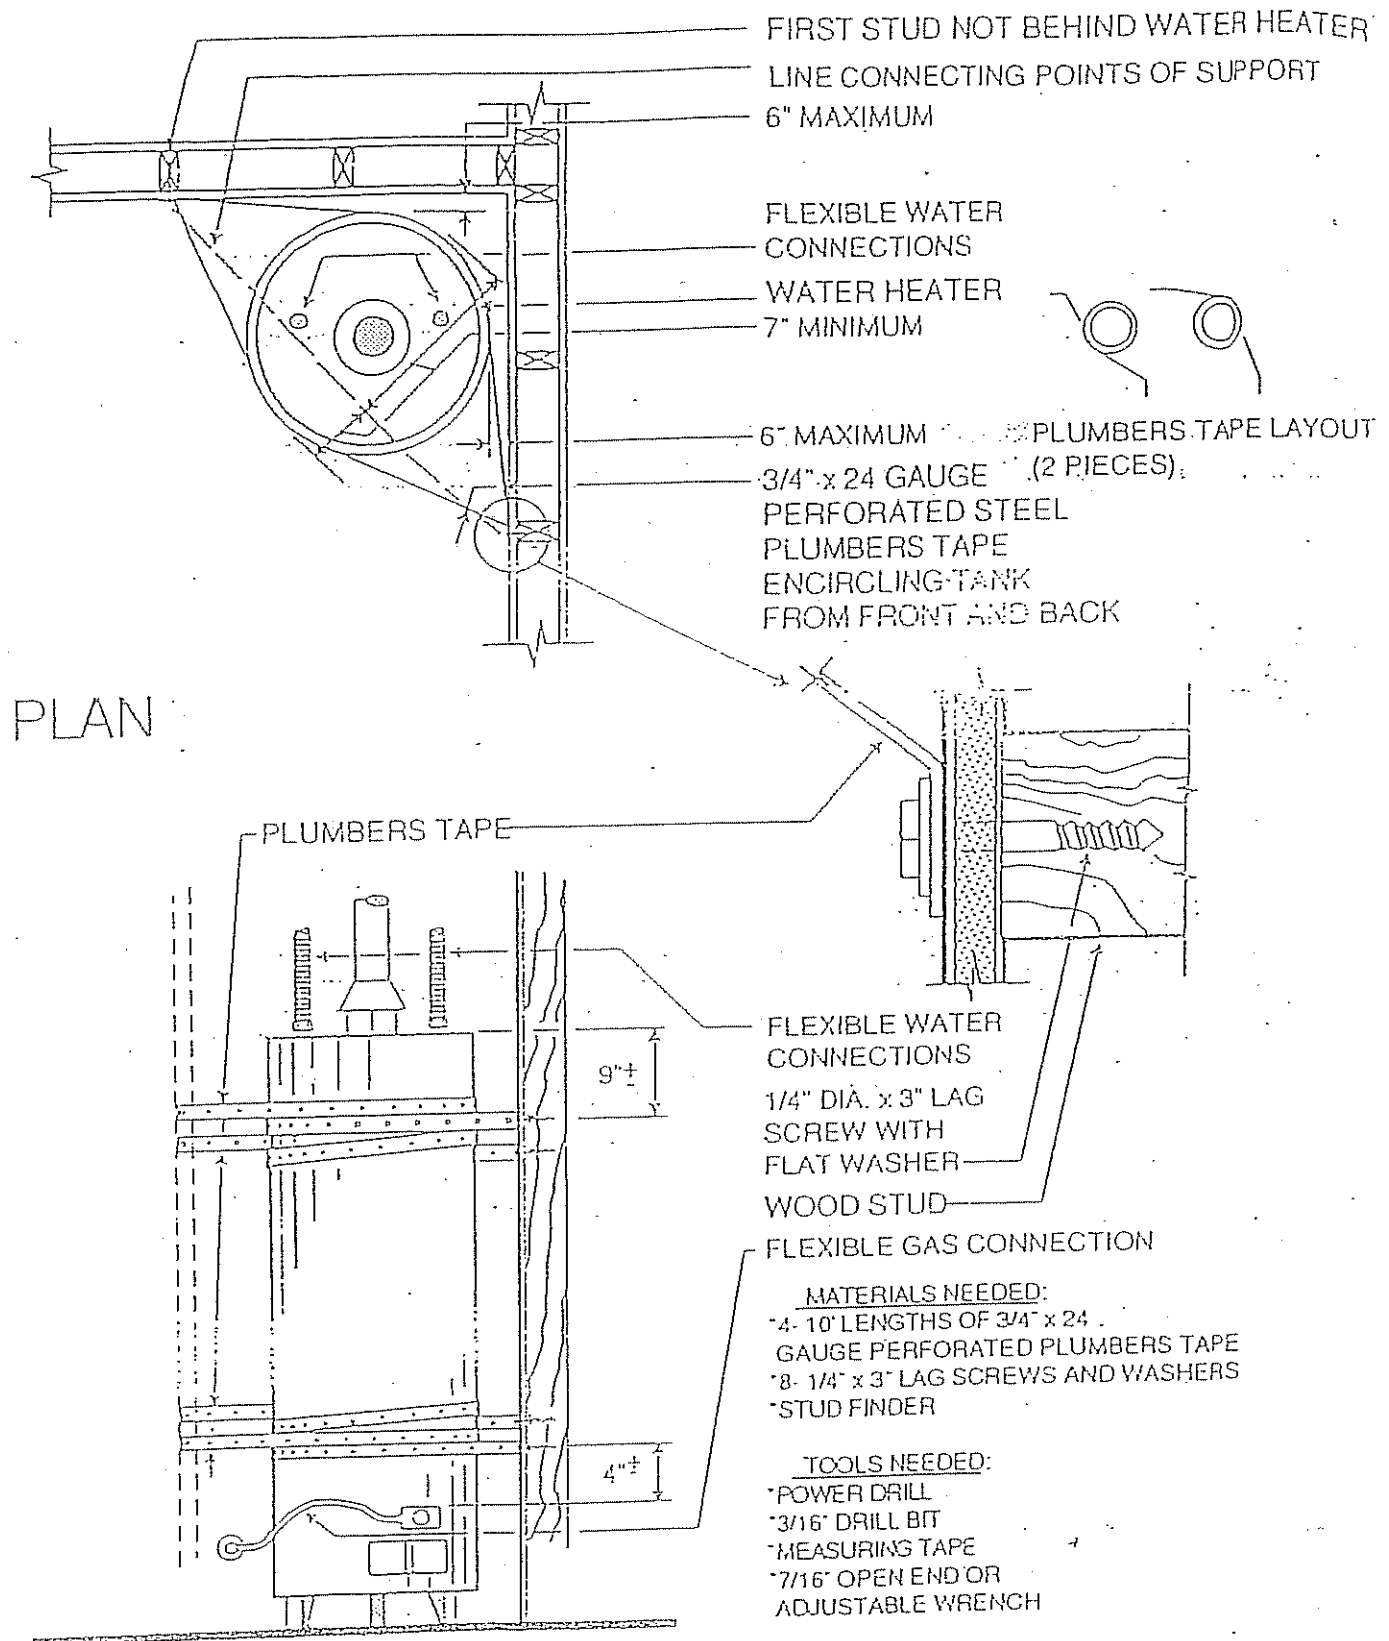 FIRST STUD NOT BEHIND WATER HEATER
LINE CONNECTING POINTS OF SUPPORT
6" MAXIMUM
FLEXIBLE WATER
CONNECTIONS
WATER HEATER
7" MINIMUM
6" MAXIMUM
PLUMBERS TAPE LAYOUT
(2 PIECES)
3/4" x 24 GAUGE
PERFORATED STEEL
PLUMBERS TAPE
ENCIRCLING TANK
FROM FRONT AND BACK
PLAN
PLUMBERS TAPE
9"±
FLEXIBLE WATER
CONNECTIONS
1/4" DIA. x 3" LAG
SCREW WITH
FLAT WASHER
WOOD STUD
FLEXIBLE GAS CONNECTION
4"±
MATERIALS NEEDED:
*4- 10' LENGTHS OF 3/4" x 24
GAUGE PERFORATED PLUMBERS TAPE
*8- 1/4" x 3" LAG SCREWS AND WASHERS
*STUD FINDER
TOOLS NEEDED:
*POWER DRILL
*3/16" DRILL BIT
*MEASURING TAPE
*7/16" OPEN END OR
ADJUSTABLE WRENCH